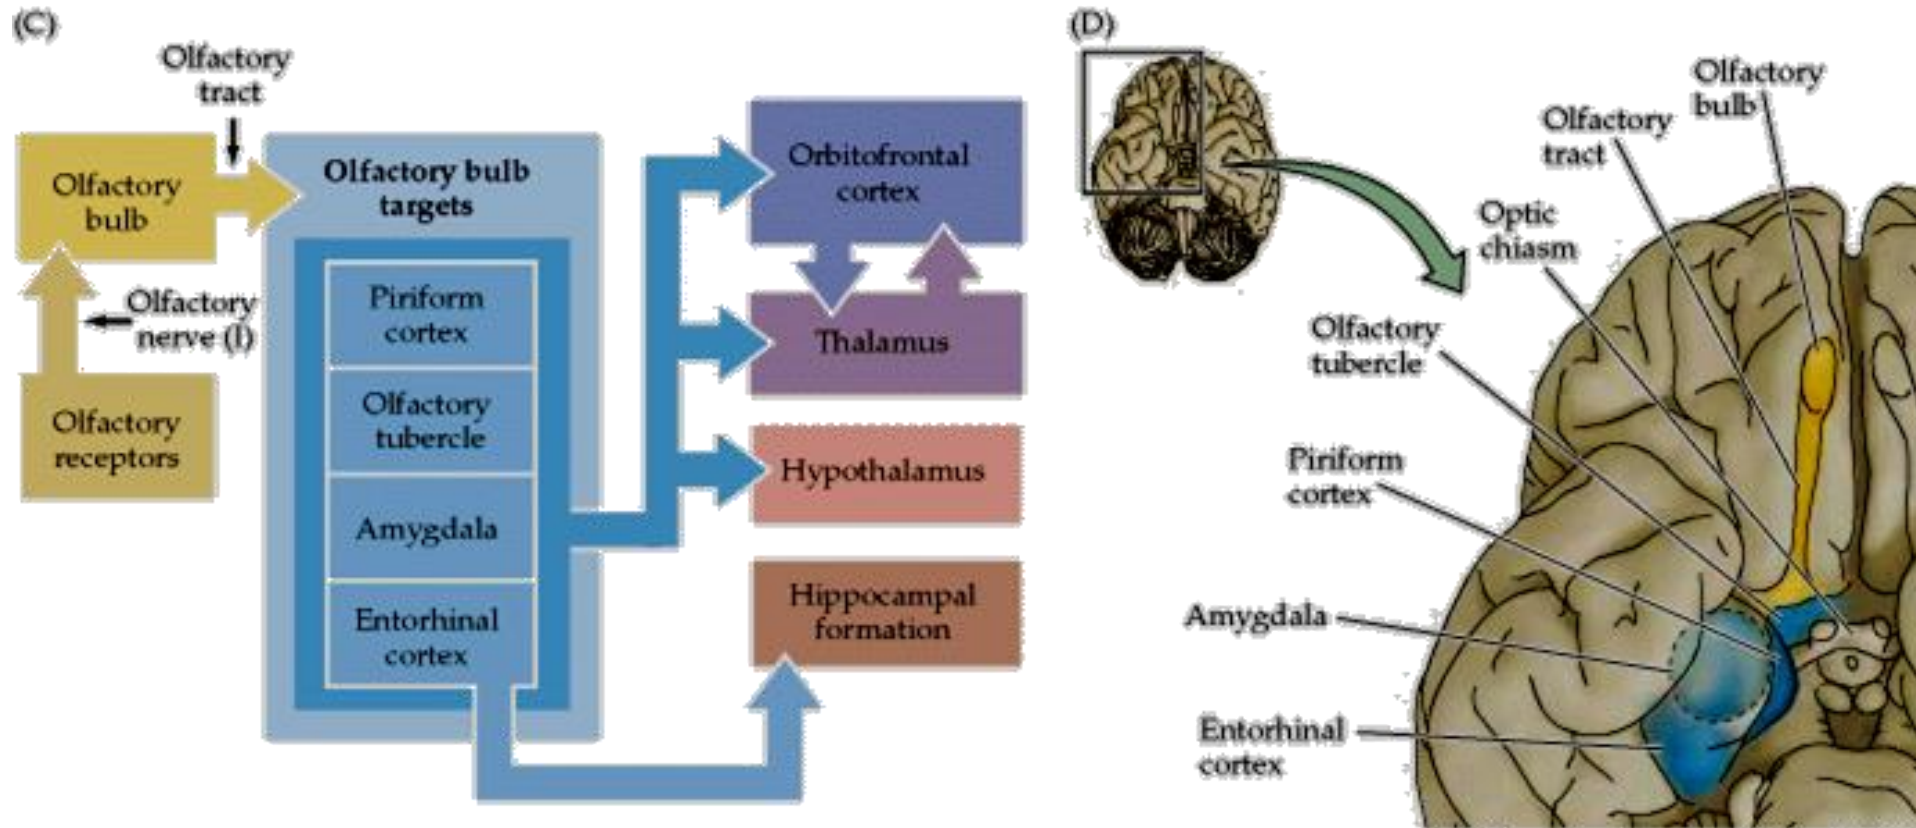 (C)
Olfactory
tract
Olfactory
bulb
Olfactory
nerve (I)
Olfactory
receptors
Olfactory bulb
targets
Piriform
cortex
Olfactory
tubercle
Amygdala
Entorhinal
cortex
Orbitofrontal
cortex
Thalamus
Hypothalamus
Hippocampal
formation
(D)
Olfactory
bulb
Olfactory
tract
Optic
chiasm
Olfactory
tubercle
Piriform
cortex
Amygdala
Entorhinal
cortex